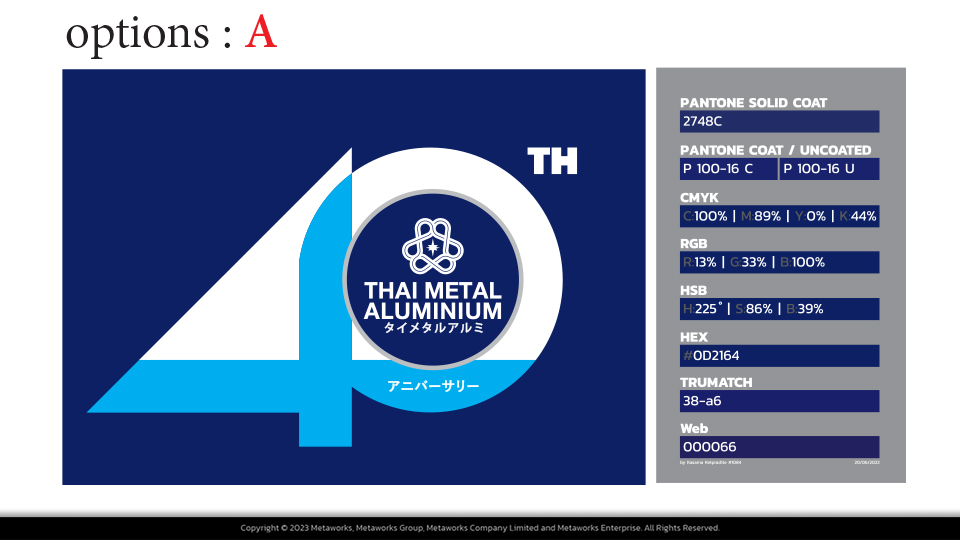 options : A
TH
THAI METAL
ALUMINIUM
タイメタルアルミ
アニバーサリー
PANTONE SOLID COAT
2748C
PANTONE COAT / UNCOATED
P 100-16 C
P 100-16 U
CMYK
C:100% | M:89% | Y:0% | K:44%
RGB
R:13% | G:33% | B:100%
HSB
H:225° | S:86% | B:39%
HEX
#0D2164
TRUMATCH
38-a6
Web
000066
20/06/2023
Copyright © 2023 Metaworks, Metaworks Group, Metaworks Company Limited and Metaworks Enterprise. All Rights Reserved.